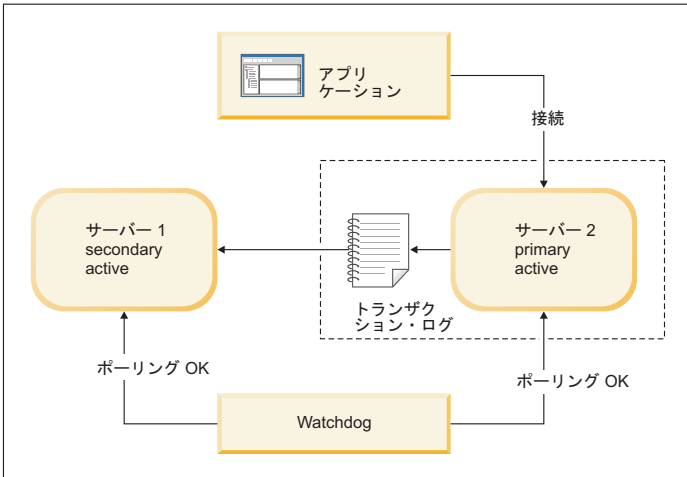 アプリ
ケーション
接続
サーバー 1
secondary
active
サーバー 2
primary
active
トランザク
ション・ログ
ポーリング OK
ポーリング OK
Watchdog